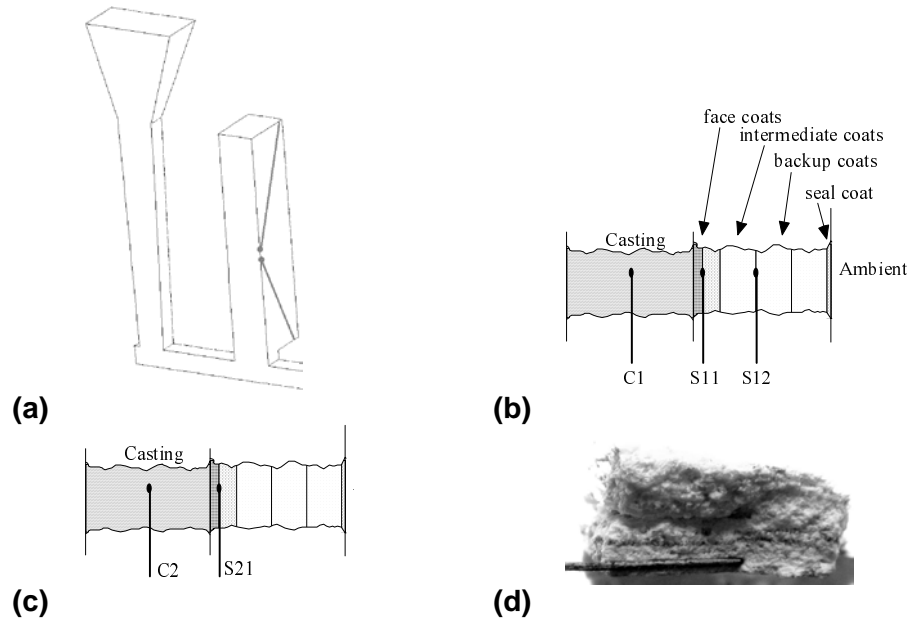 face coats
intermediate coats
backup coats
seal coat
Casting
Ambient
C1 S11 S12
(a) (b)
Casting
C2 S21
(c) (d)